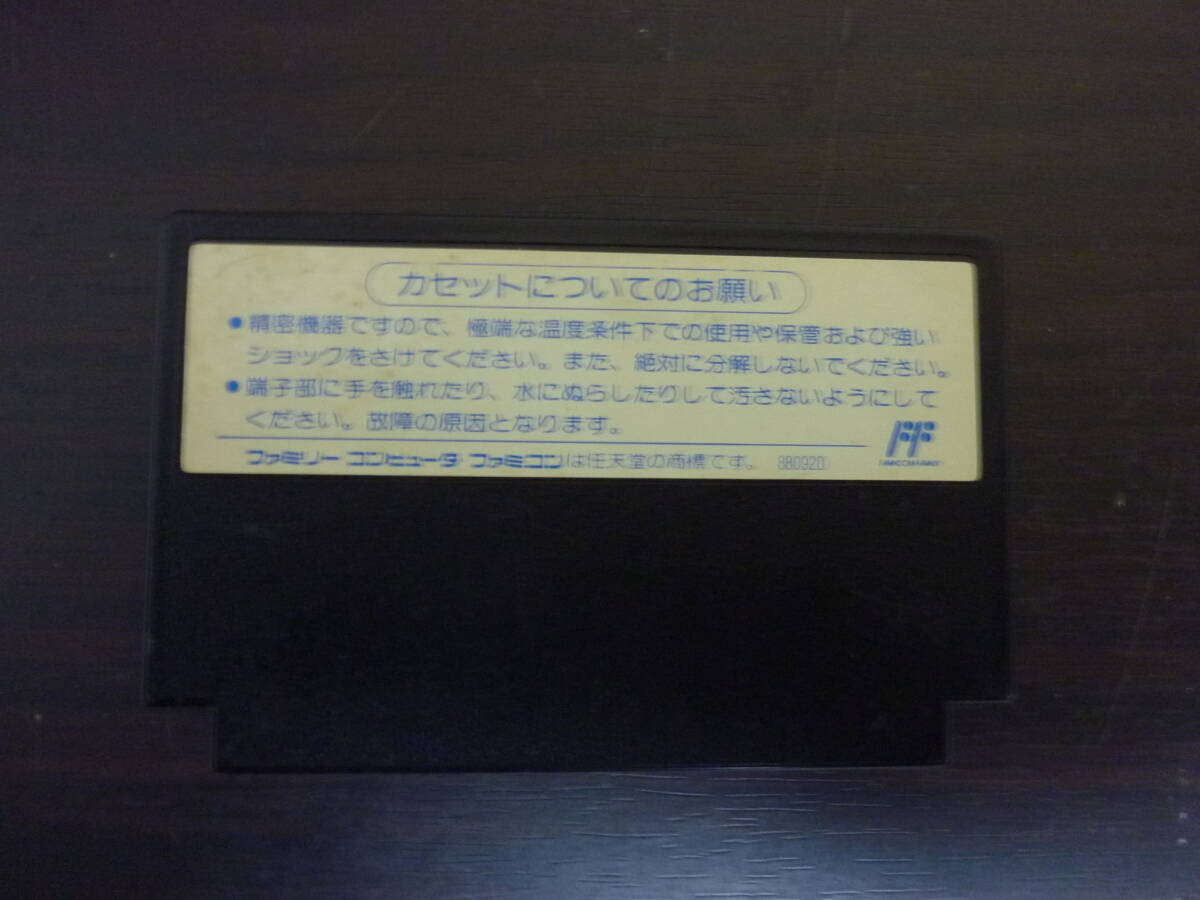 カセットについてのお願い
●精密機器ですので、極端な温度条件下での使用や保管および強い
ショックをさけてください。また、絶対に分解しないでください。
●端子部に手を触れたり、水にぬらしたりして汚さないようにして
ください。故障の原因となります。
ファミリー コンピュータ ファミコンは任天堂の商標です。
FF